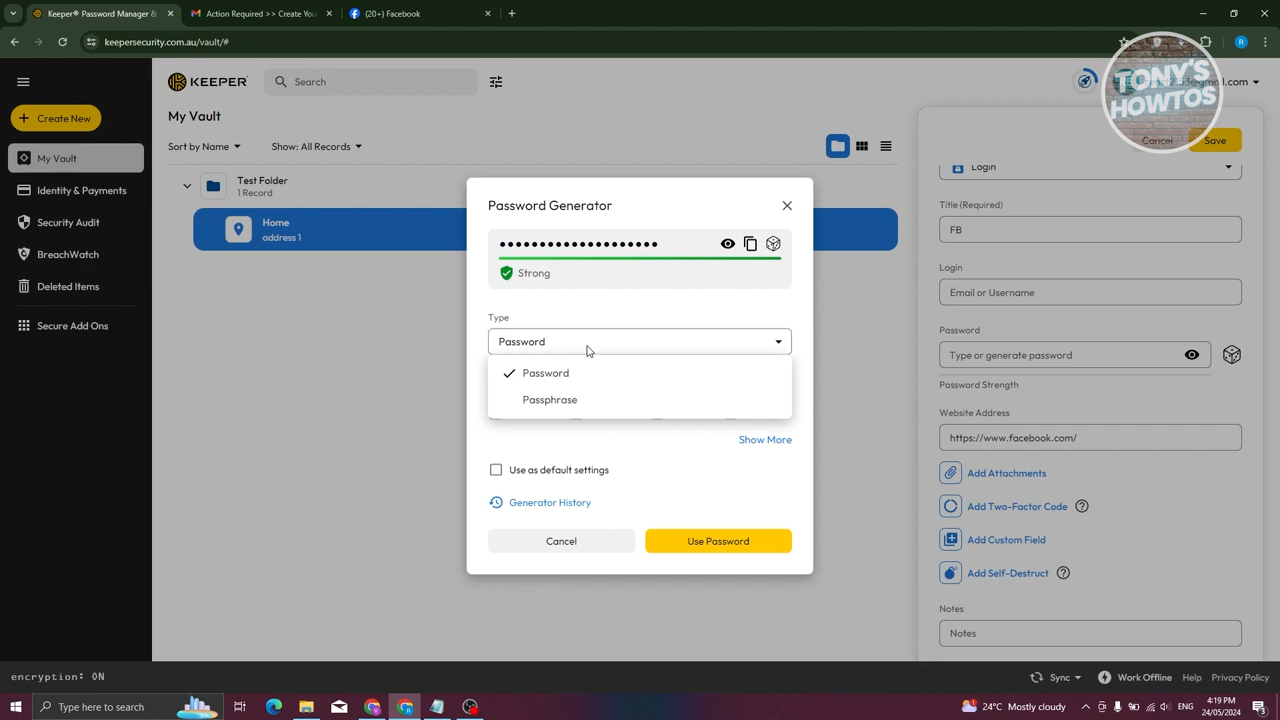 Keeper® Password Manager &
Action Required >> Create You
(20+) Facebook
keepersecurity.com.au/vault/#
KEEPER
Search
@gmail.com
TONY'S
HOWTOS
Create New
My Vault
Identity & Payments
Security Audit
BreachWatch
Deleted Items
Secure Add Ons
My Vault
Sort by Name
Show: All Records
Test Folder
1 Record
Home
address 1
Password Generator
Strong
Type
Password
Password
Passphrase
Show More
Use as default settings
Generator History
Cancel
Use Password
Cancel
Save
Login
Title (Required)
FB
Login
Email or Username
Password
Type or generate password
Password Strength
Website Address
https://www.facebook.com/
Add Attachments
Add Two-Factor Code
Add Custom Field
Add Self-Destruct
Notes
Notes
encryption: ON
Sync
Work Offline
Help
Privacy Policy
Type here to search
24°C Mostly cloudy
4:19 PM
24/05/2024